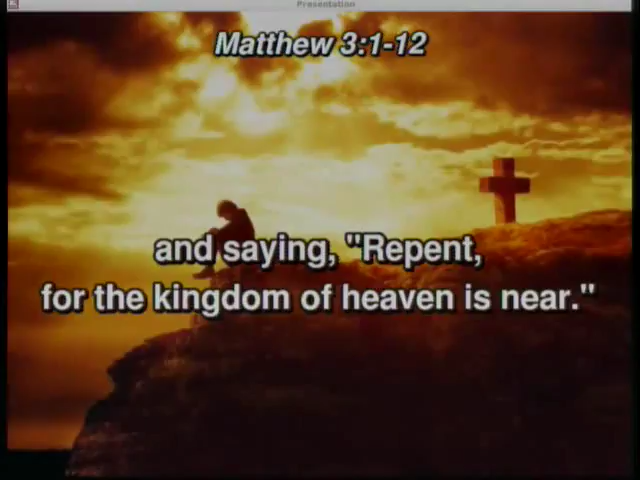 Presentation
Matthew 3:1-12
and saying, "Repent,
for the kingdom of heaven is near."